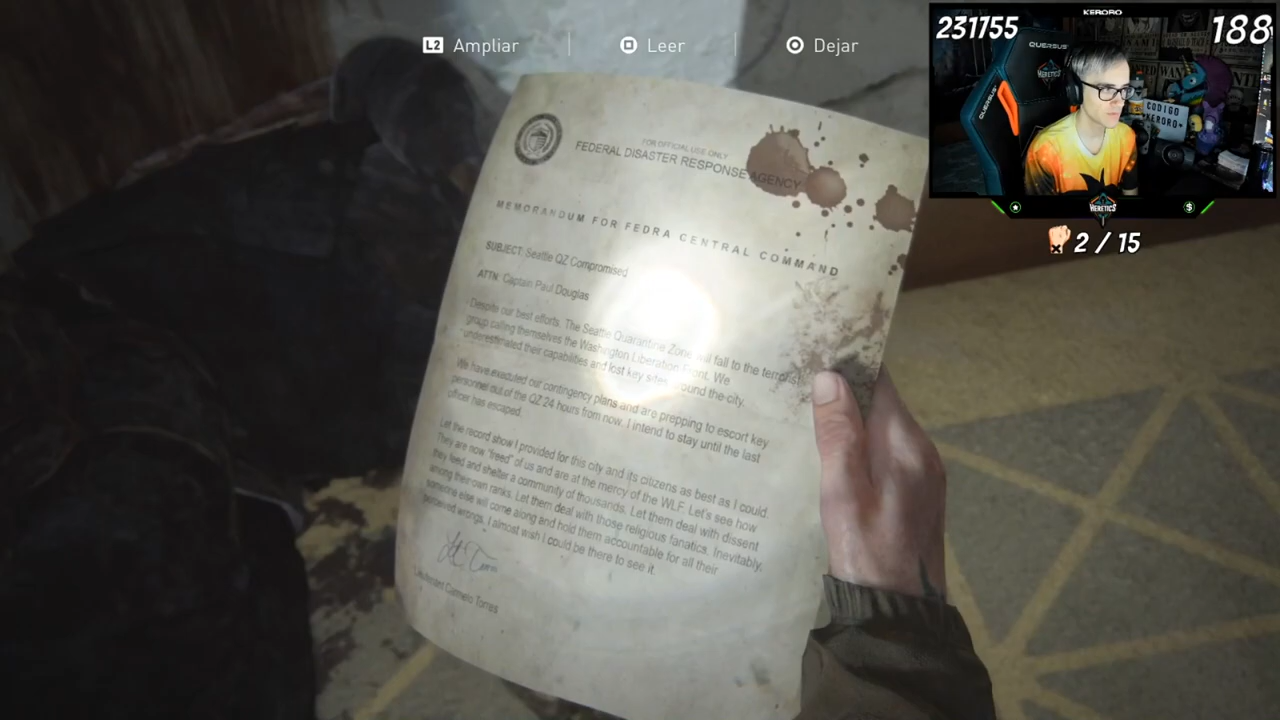 L2 Ampliar
Leer
Dejar
KERORO
231755
188
QUERSUS
HERETICS
QUERSUS
CODIGO
KERORO
HERETICS
$
2 / 15
FOR OFFICIAL USE ONLY
FEDERAL DISASTER RESPONSE AGENCY
MEMORANDUM FOR FEDRA CENTRAL COMMAND
SUBJECT: Seattle QZ Compromised
ATTN: Captain Paul Douglas
Despite our best efforts. The Seattle Quarantine Zone will fall to the terrorist
group calling themselves the Washington Liberation Front. We
underestimated their capabilities and lost key sites around the city.
We have executed our contingency plans and are prepping to escort key
personnel out of the QZ 24 hours from now. I intend to stay until the last
officer has escaped.
Let the record show I provided for this city and its citizens as best as I could.
They are now "freed" of us and are at the mercy of the WLF. Let's see how
they feed and shelter a community of thousands. Let them deal with dissent
among their own ranks. Let them deal with those religious fanatics. Inevitably,
someone else will come along and hold them accountable for all their
perceived wrongs. I almost wish I could be there to see it.
Lieutenant Carmelo Torres